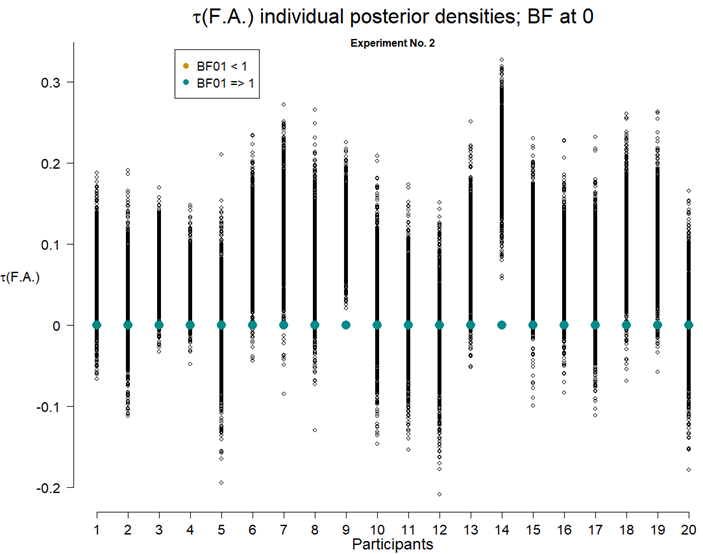 τ(F.A.) individual posterior densities; BF at 0
Experiment No. 2
BF01 < 1
BF01 => 1
0.3
0.2
0.1
τ(F.A.)
0
-0.1
-0.2
1 2 3 4 5 6 7 8 9 10 11 12 13 14 15 16 17 18 19 20
Participants